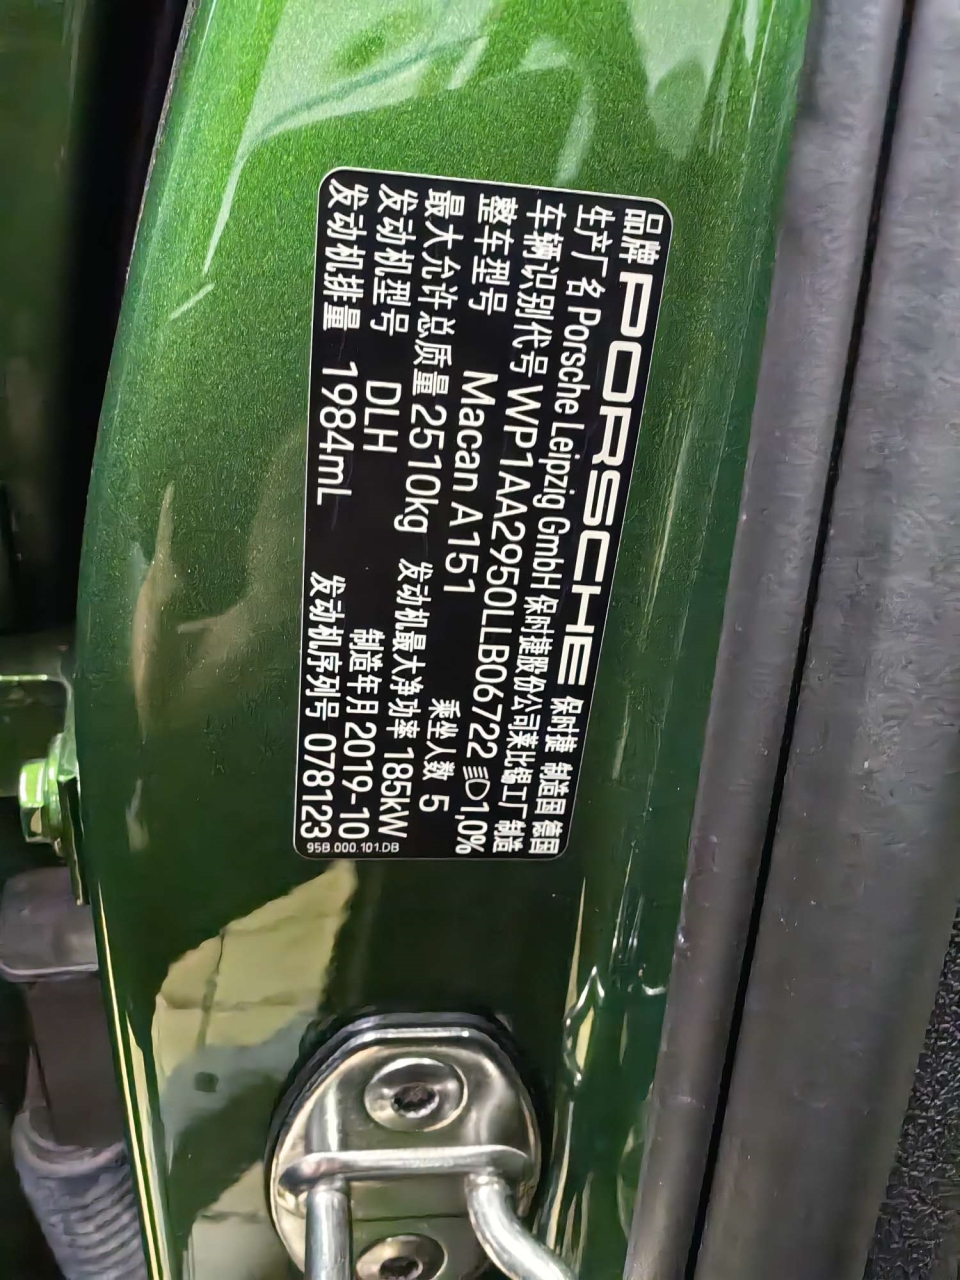 品牌 PORSCHE 保时捷 制造国 德国
生产厂名 Porsche Leipzig GmbH 保时捷股份公司莱比锡工厂 制造
车辆识别代号 WP1AA2950LLB06722 1,0%
整车型号 Macan A151 乘坐人数 5
最大允许总质量 2510kg 发动机最大净功率 185kW
发动机型号 DLH 制造年月 2019-10
发动机排量 1984mL 发动机序列号 078123
95B.000.101.DB